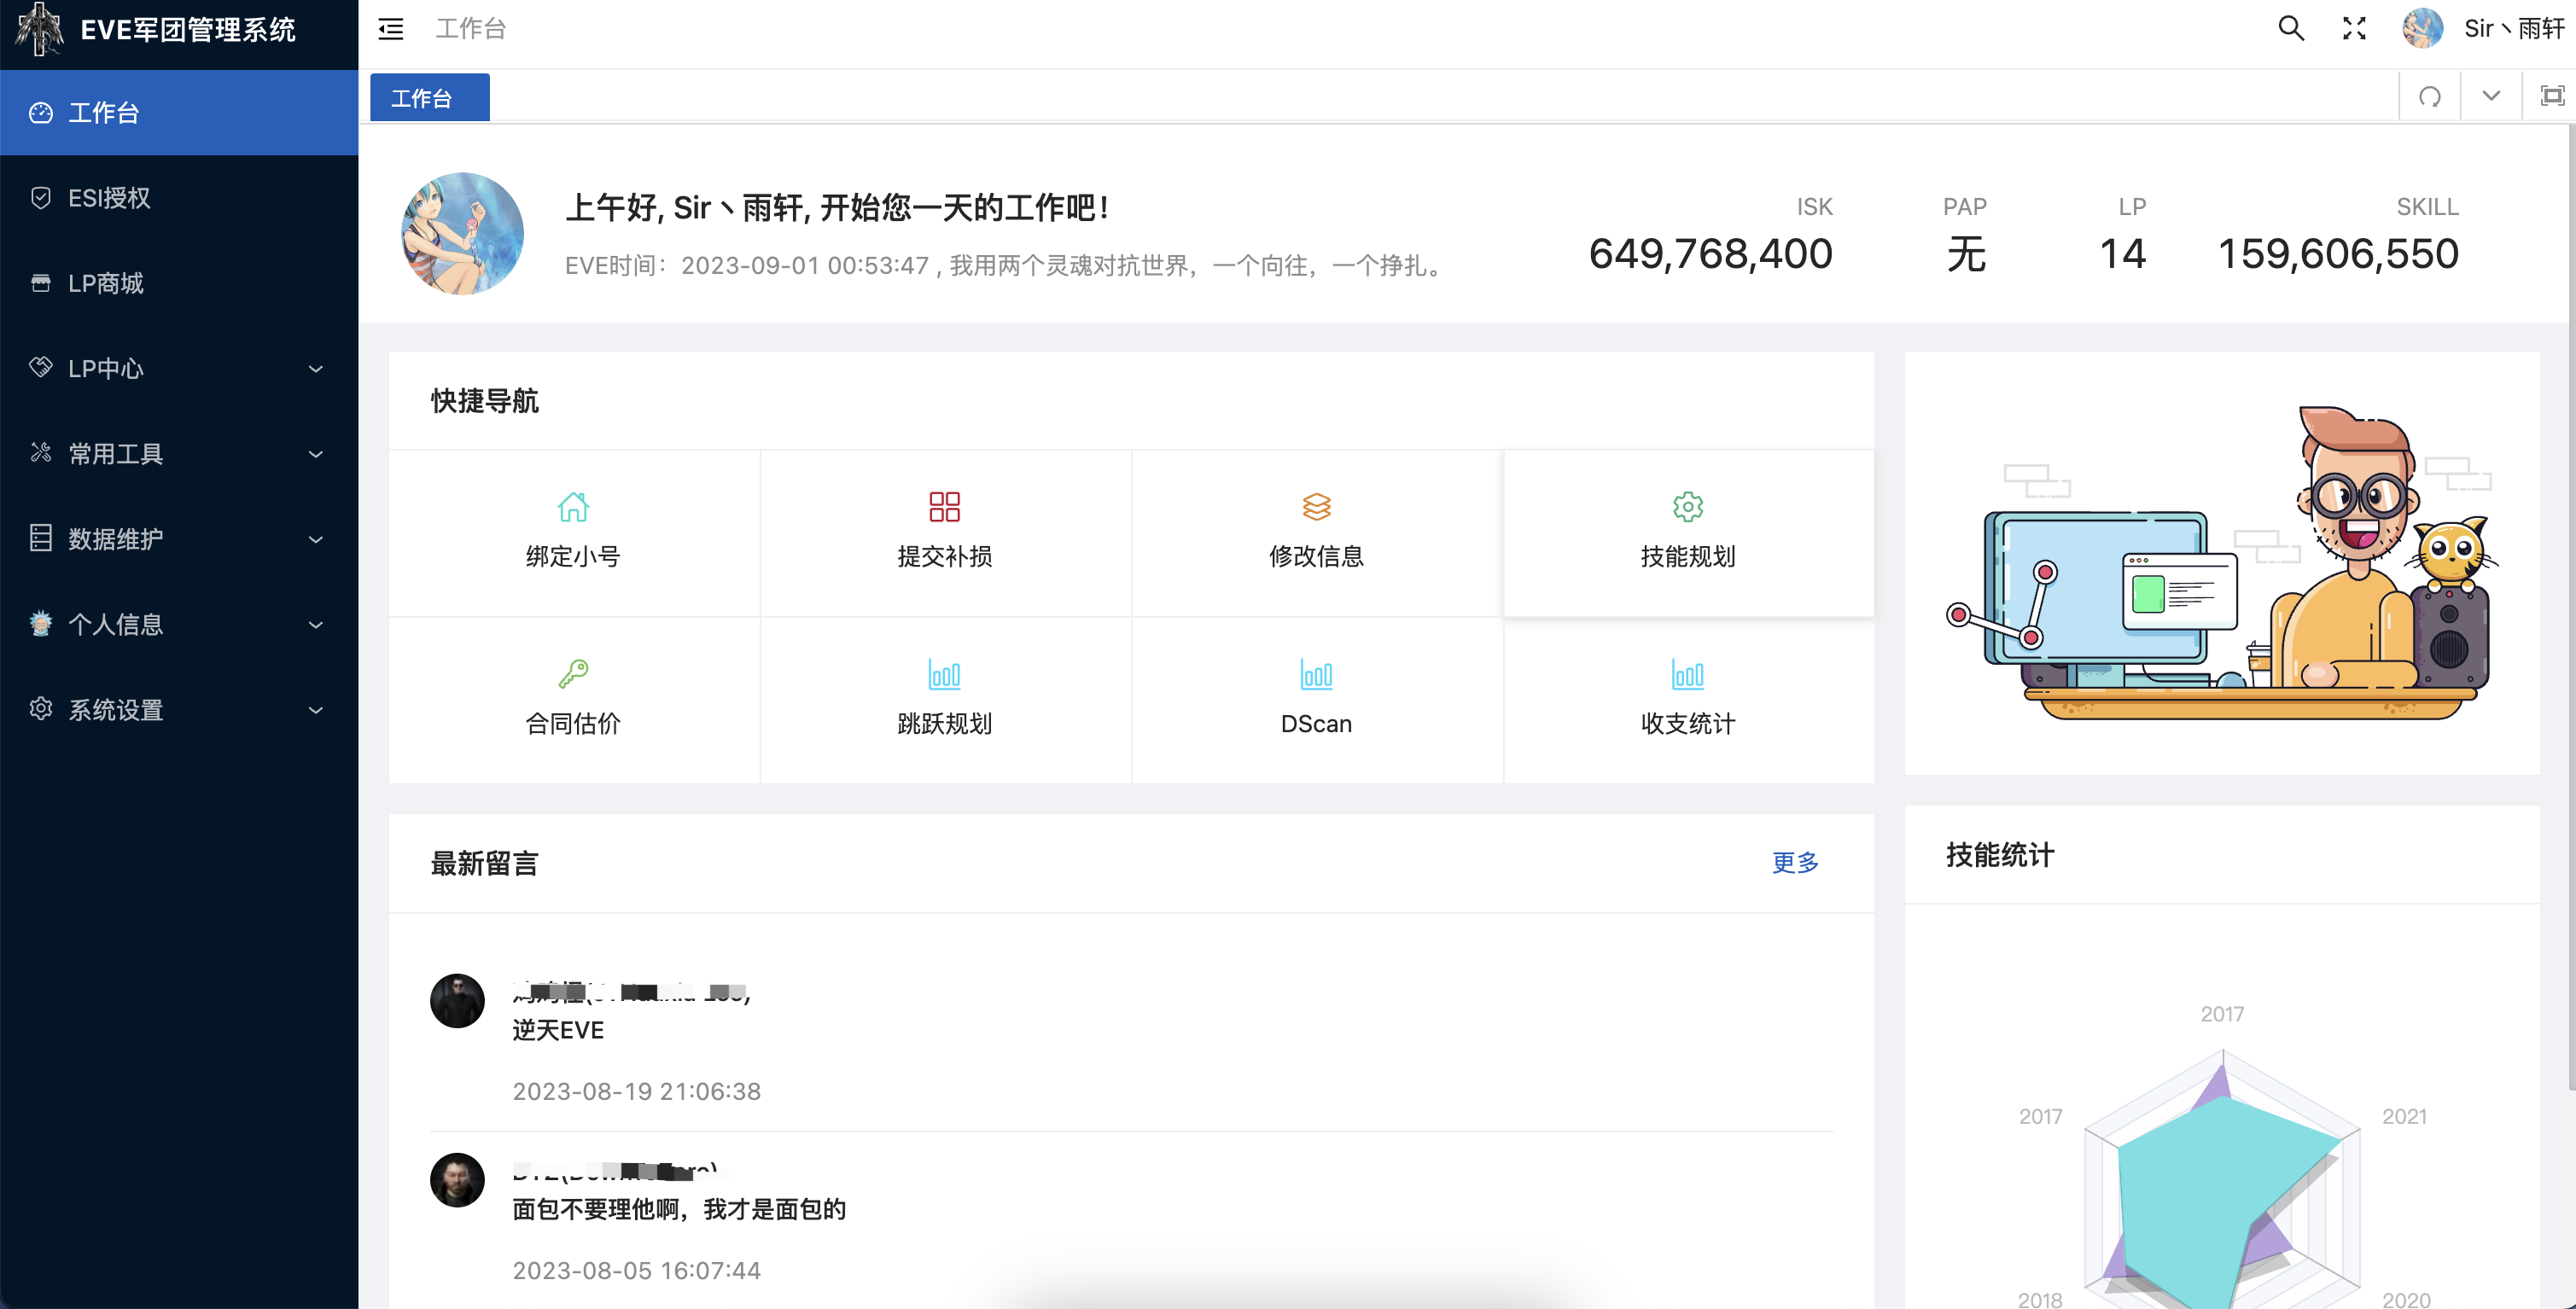 EVE军团管理系统
工作台
ESI授权
LP商城
LP中心
常用工具
数据维护
个人信息
系统设置
工作台
Sir丶雨轩
工作台
上午好, Sir丶雨轩, 开始您一天的工作吧！
EVE时间：2023-09-01 00:53:47 , 我用两个灵魂对抗世界，一个向往，一个挣扎。
ISK
649,768,400
PAP
无
LP
14
SKILL
159,606,550
快捷导航
绑定小号
提交补损
修改信息
技能规划
合同估价
跳跃规划
DScan
收支统计
最新留言
更多
逆天EVE
2023-08-19 21:06:38
面包不要理他啊，我才是面包的
2023-08-05 16:07:44
技能统计
2017
2017
2021
2018
2020